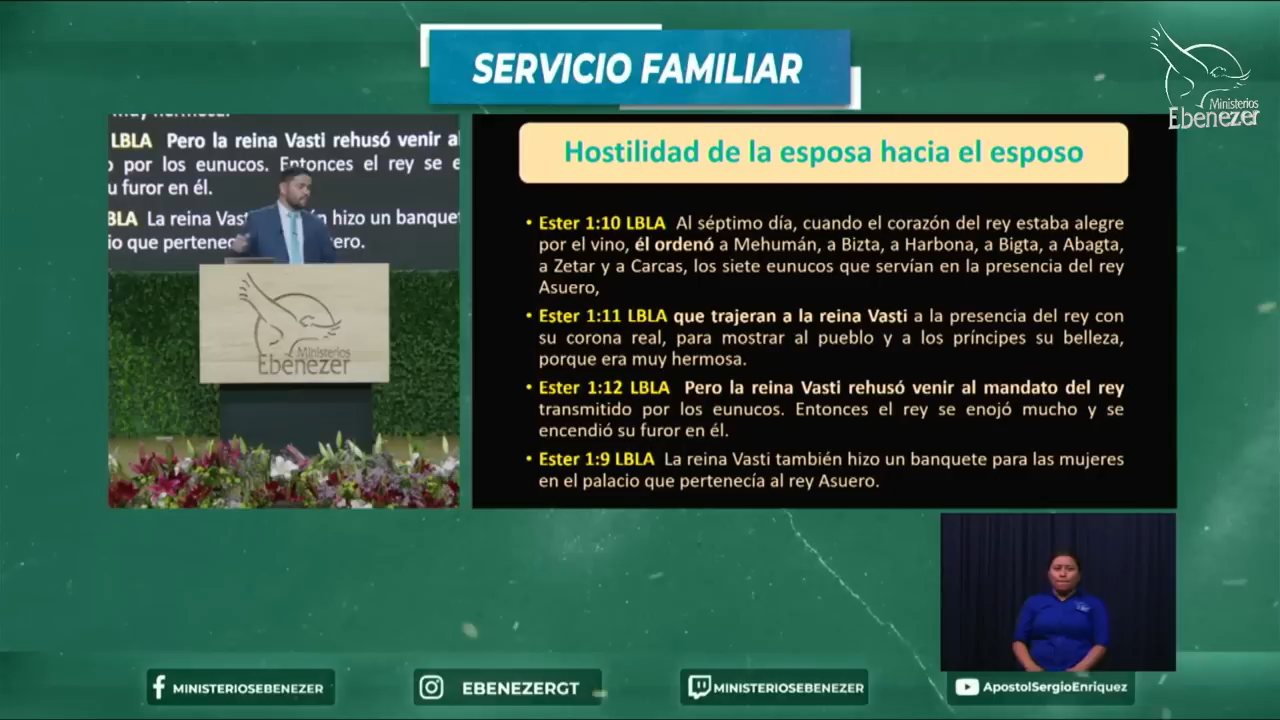 SERVICIO FAMILIAR
Ministerios
Ebenezer
LBLA Pero la reina Vasti rehusó venir al
por los eunucos. Entonces el rey se e
u furor en él.
BLA La reina Vast n hizo un banquet
io que pertenec ero.
Ministerios
Ebenezer
Hostilidad de la esposa hacia el esposo
• Ester 1:10 LBLA Al séptimo día, cuando el corazón del rey estaba alegre
por el vino, él ordenó a Mehumán, a Bizta, a Harbona, a Bigta, a Abagta,
a Zetar y a Carcas, los siete eunucos que servían en la presencia del rey
Asuero,
• Ester 1:11 LBLA que trajeran a la reina Vasti a la presencia del rey con
su corona real, para mostrar al pueblo y a los príncipes su belleza,
porque era muy hermosa.
• Ester 1:12 LBLA Pero la reina Vasti rehusó venir al mandato del rey
transmitido por los eunucos. Entonces el rey se enojó mucho y se
encendió su furor en él.
• Ester 1:9 LBLA La reina Vasti también hizo un banquete para las mujeres
en el palacio que pertenecía al rey Asuero.
MINISTERIOSEBENEZER
EBENEZERGT
MINISTERIOSEBENEZER
ApostolSergioEnriquez